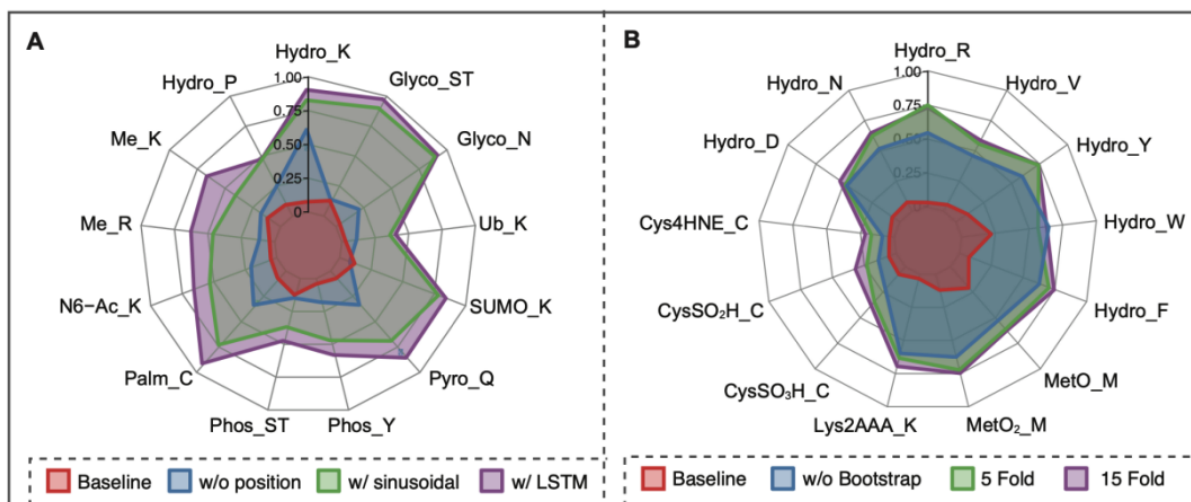 A
Hydro_K
Hydro_P
Glyco_ST
Me_K
Glyco_N
Me_R
Ub_K
N6-Ac_K
SUMO_K
Palm_C
Pyro_Q
Phos_ST
Phos_Y
1.00
0.75
0.50
0.25
0
Baseline
w/o position
w/ sinusoidal
w/ LSTM
B
Hydro_R
Hydro_N
Hydro_V
Hydro_D
Hydro_Y
Cys4HNE_C
Hydro_W
CysSO₂H_C
Hydro_F
CysSO₃H_C
MetO_M
Lys2AAA_K
MetO₂_M
1.00
0.75
0.50
0.25
0
Baseline
w/o Bootstrap
5 Fold
15 Fold